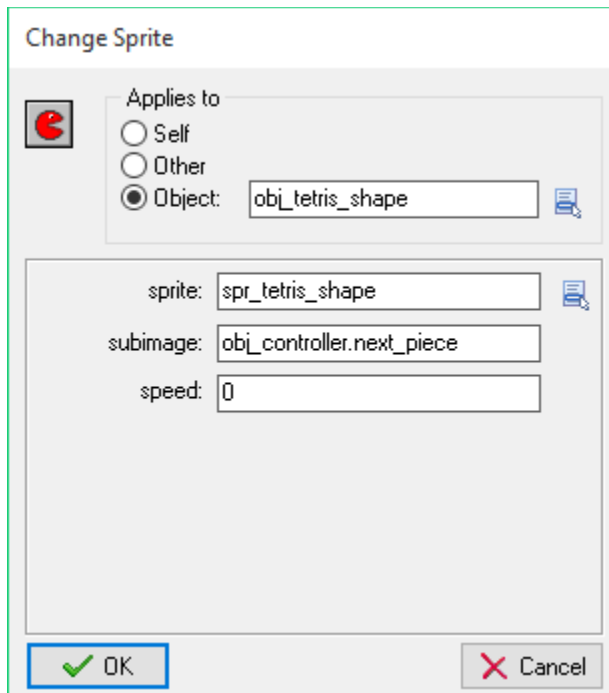 Change Sprite
Applies to
Self
Other
Object: obj_tetris_shape
sprite: spr_tetris_shape
subimage: obj_controller.next_piece
speed: 0
OK Cancel